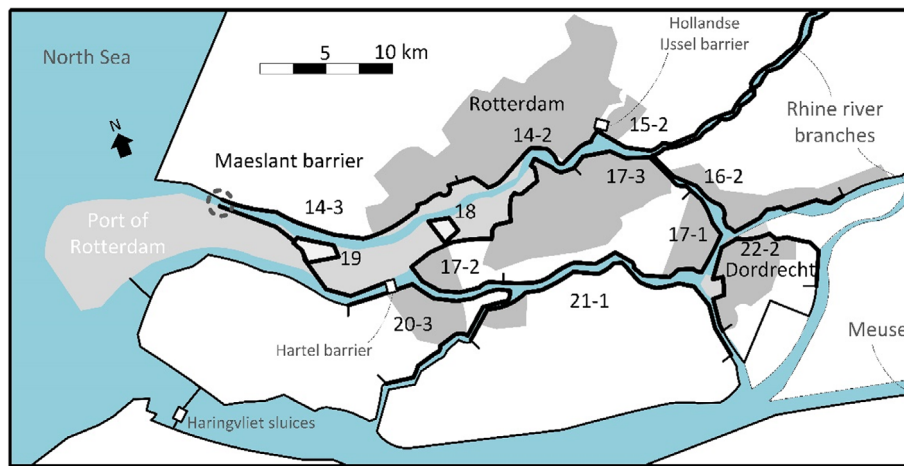 North Sea
5
10 km
N
Hollandse
IJssel barrier
Rotterdam
15-2
14-2
Rhine river
branches
Maeslant barrier
14-3
17-3
16-2
Port of
Rotterdam
18
19
17-2
17-1
22-2
Dordrecht
20-3
21-1
Hartel barrier
Meuse
Haringvliet sluices